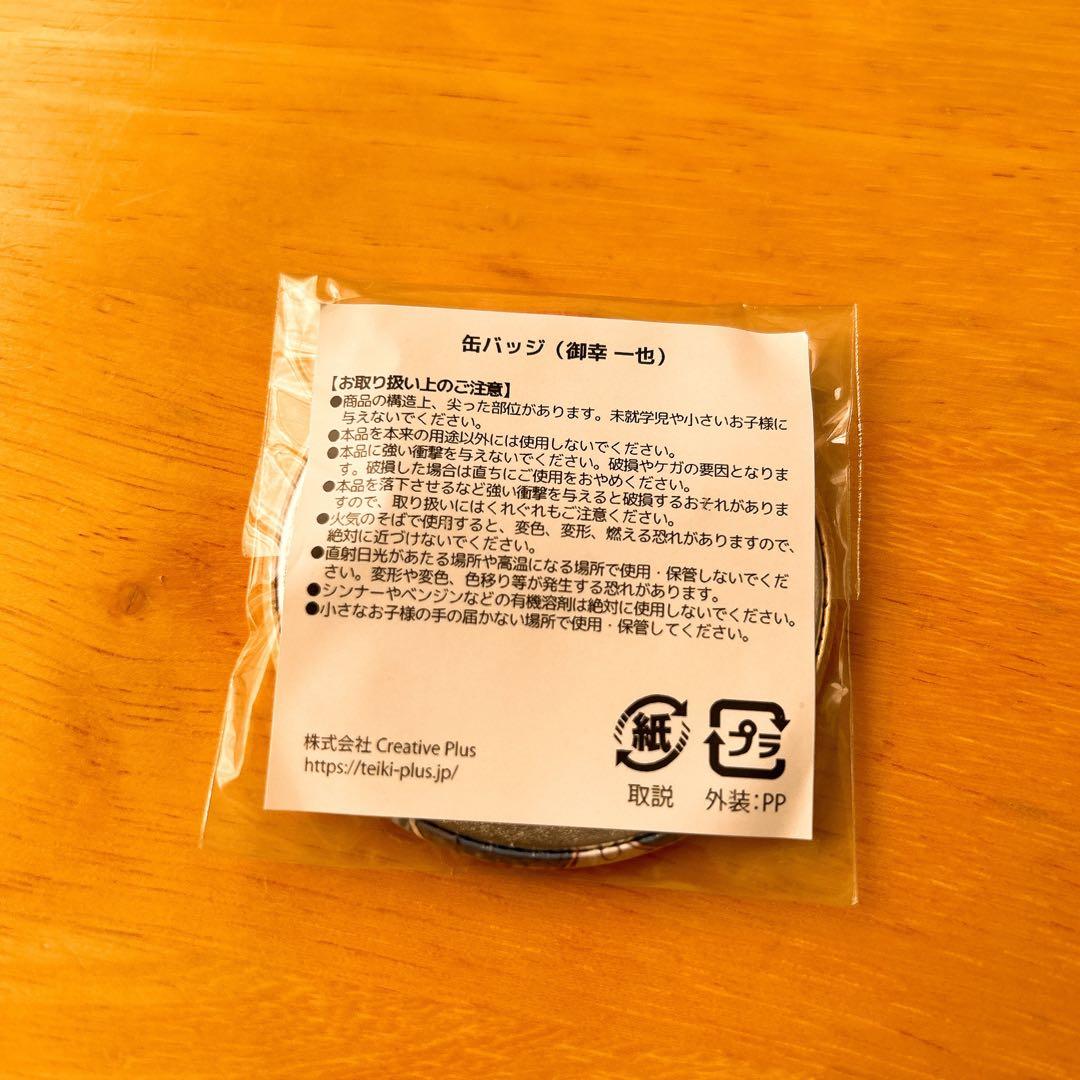 缶バッジ（御幸 一也）
【お取り扱い上のご注意】
●商品の構造上、尖った部位があります。未就学児や小さいお子様に
与えないでください。
●本品を本来の用途以外には使用しないでください。
●本品に強い衝撃を与えないでください。破損やケガの要因となりま
す。破損した場合は直ちにご使用をおやめください。
●本品を落下させるなど強い衝撃を与えると破損するおそれがありま
すので、取り扱いにはくれぐれもご注意ください。
●火気のそばで使用すると、変色、変形、燃える恐れがありますので、
絶対に近づけないでください。
●直射日光があたる場所や高温になる場所で使用・保管しないでくだ
さい。変形や変色、色移り等が発生する恐れがあります。
●シンナーやベンジンなどの有機溶剤は絶対に使用しないでください。
●小さなお子様の手の届かない場所で使用・保管してください。
株式会社 Creative Plus
https://teiki-plus.jp/
紙
プラ
取説
外装：PP